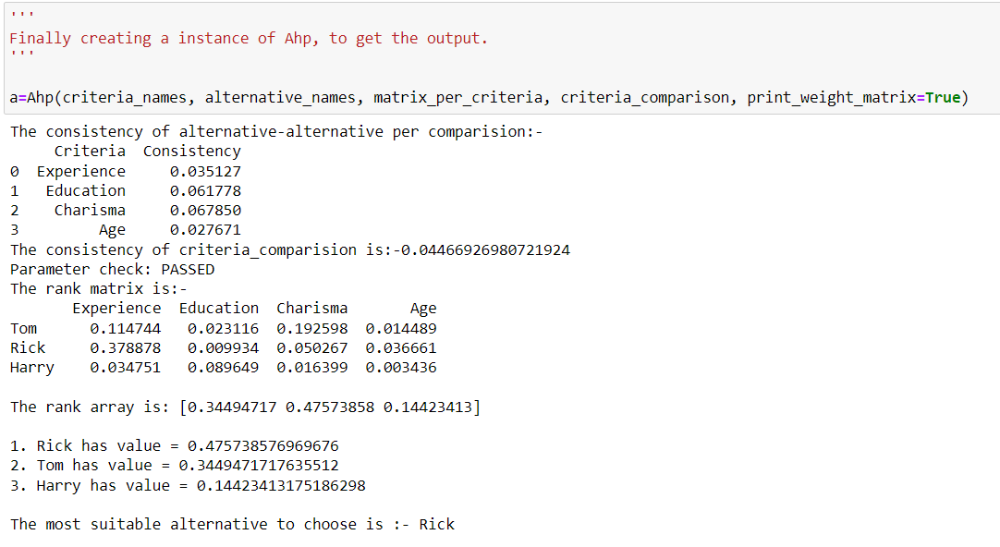 '''
Finally creating a instance of Ahp, to get the output.
'''
a=Ahp(criteria_names, alternative_names, matrix_per_criteria, criteria_comparison, print_weight_matrix=True)
The consistency of alternative-alternative per comparision:-
Criteria Consistency
0 Experience 0.035127
1 Education 0.061778
2 Charisma 0.067850
3 Age 0.027671
The consistency of criteria_comparision is:-0.04466926980721924
Parameter check: PASSED
The rank matrix is:-
Experience Education Charisma Age
Tom 0.114744 0.023116 0.192598 0.014489
Rick 0.378878 0.009934 0.050267 0.036661
Harry 0.034751 0.089649 0.016399 0.003436
The rank array is: [0.34494717 0.47573858 0.14423413]
1. Rick has value = 0.475738576969676
2. Tom has value = 0.3449471717635512
3. Harry has value = 0.14423413175186298
The most suitable alternative to choose is :- Rick